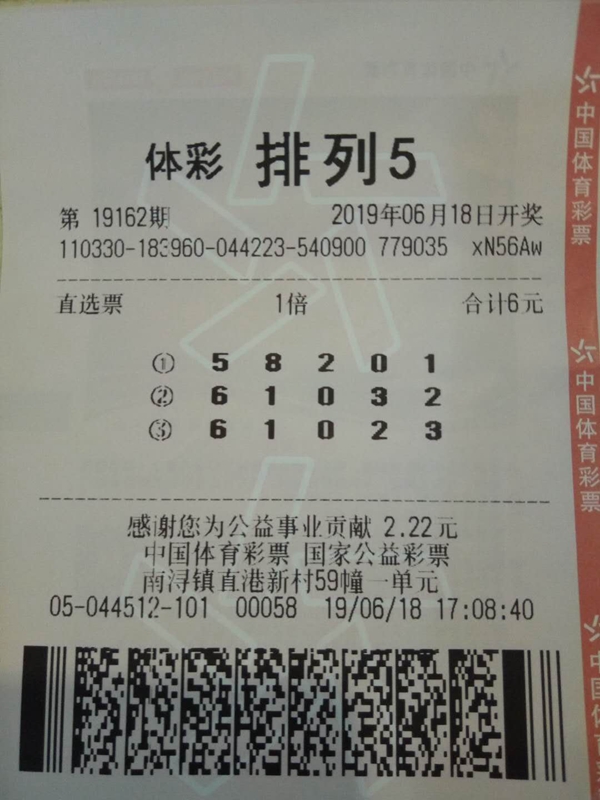 体彩 排列5
第 19162期 2019年06月18日开奖
110330-183960-044223-540900 779035 xN56Aw
直选票 1倍 合计6元
① 5 8 2 0 1
② 6 1 0 3 2
③ 6 1 0 2 3
感谢您为公益事业贡献 2.22元
中国体育彩票 国家公益彩票
南浔镇直港新村59幢一单元
05-044512-101 00058 19/06/18 17:08:40
中国体育彩票
中国体育彩票
中国体育彩